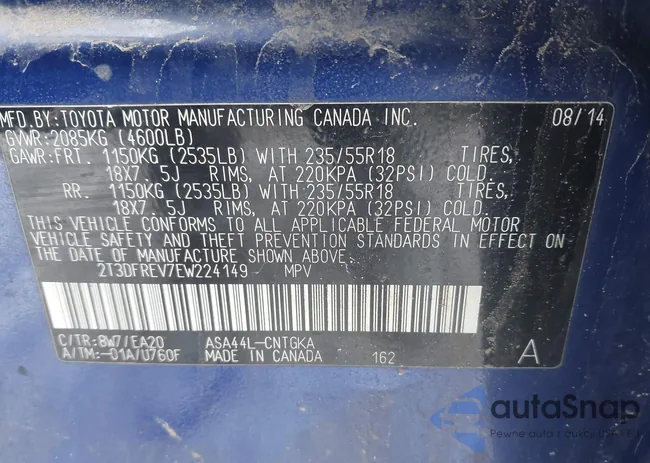 MFD.BY:TOYOTA MOTOR MANUFACTURING CANADA INC. 08/14
GVWR:2085KG (4600LB)
GAWR:FRT. 1150KG (2535LB) WITH 235/55R18 TIRES,
18X7.5J RIMS, AT 220KPA (32PSI) COLD.
RR. 1150KG (2535LB) WITH 235/55R18 TIRES,
18X7.5J RIMS, AT 220KPA (32PSI) COLD.
THIS VEHICLE CONFORMS TO ALL APPLICABLE FEDERAL MOTOR
VEHICLE SAFETY AND THEFT PREVENTION STANDARDS IN EFFECT ON
THE DATE OF MANUFACTURE SHOWN ABOVE.
2T3DFREV7EW224149 MPV
C/TR:8W7/EA20 ASA44L-CNTGKA
A/TM:-01A/U760F MADE IN CANADA 162 A
autaSnap
Pewne auta z aukcji